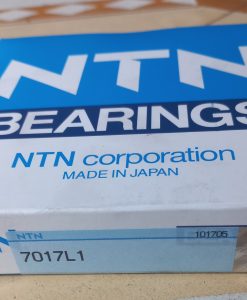 NTN
BEARINGS
NTN corporation
MADE IN JAPAN
NTN
101705
7017L1